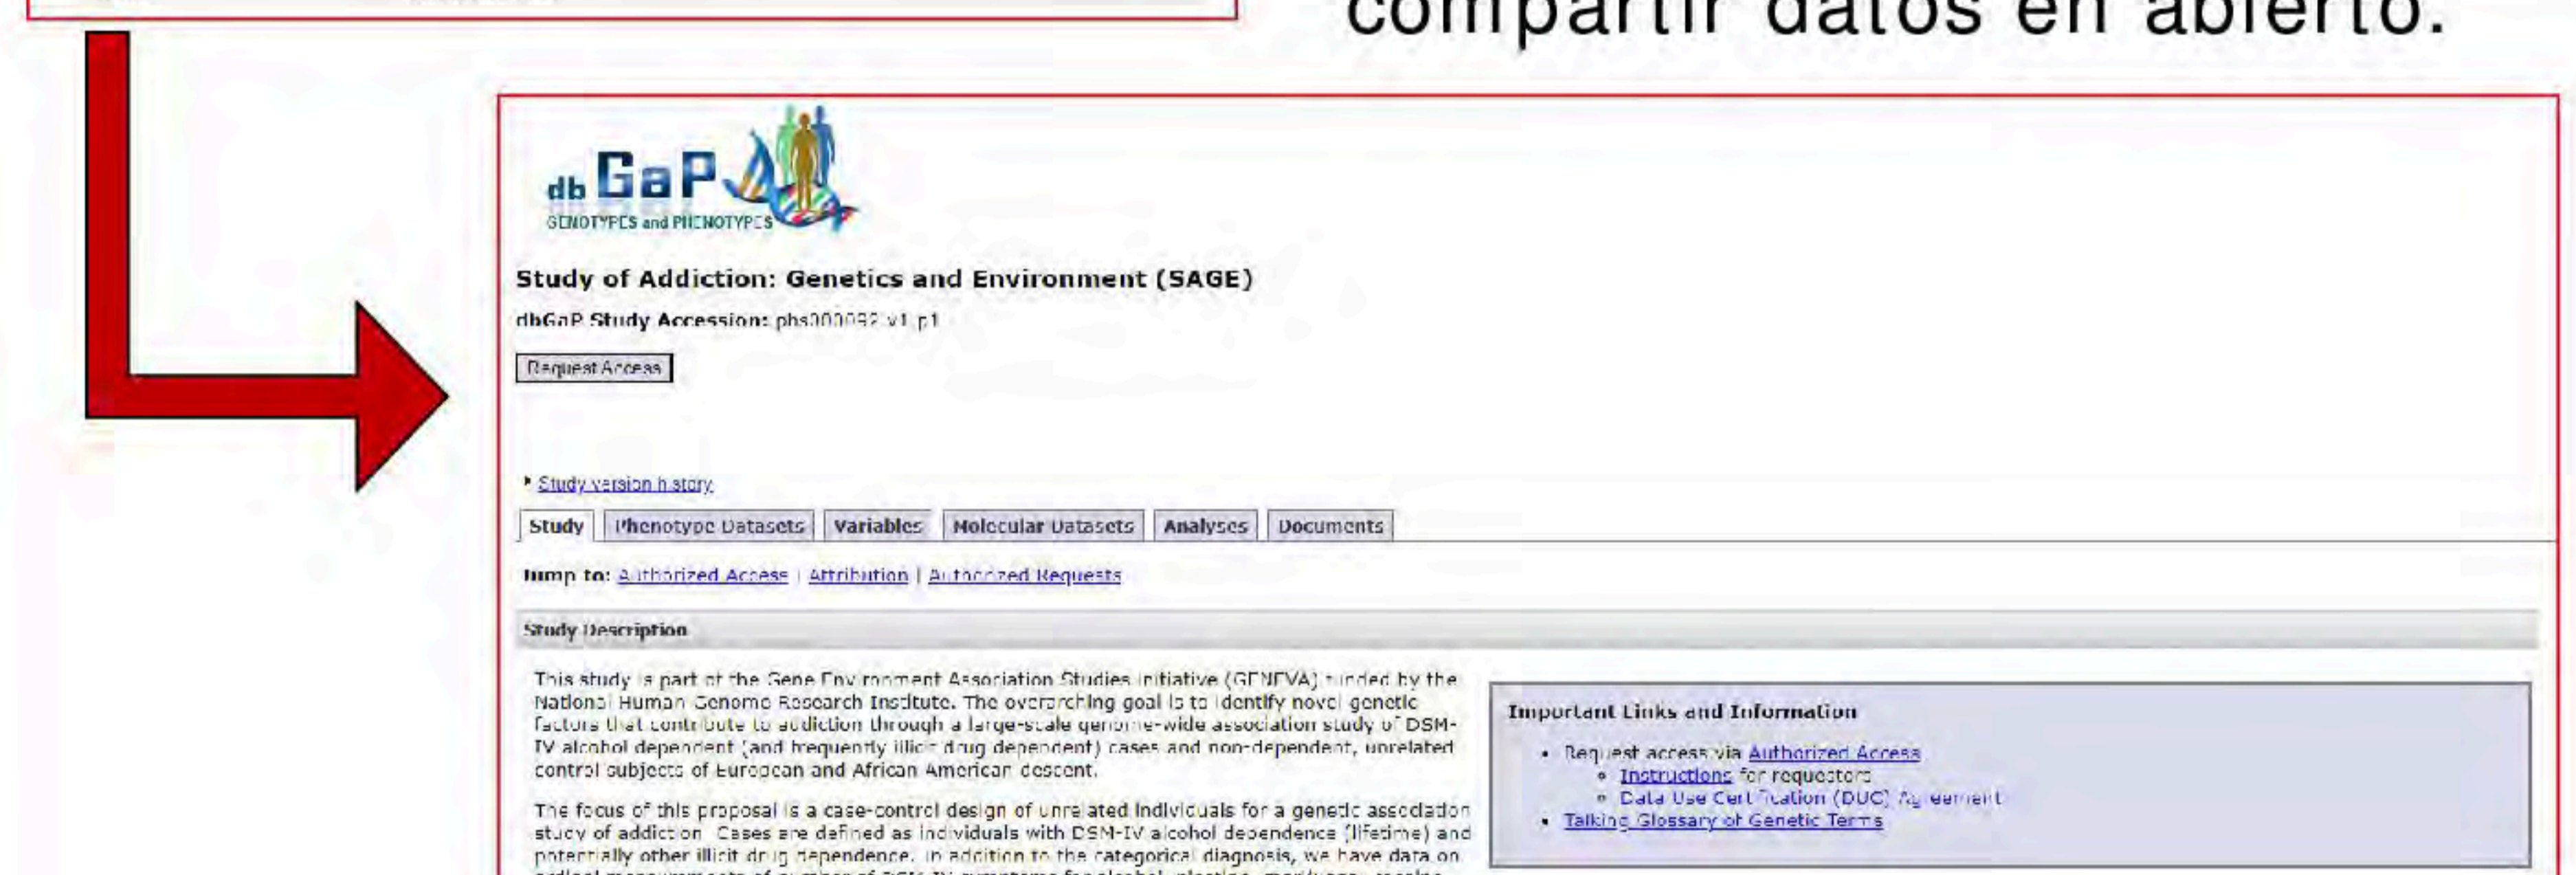 compartir datos en abierto.
db GaP
GENOTYPES and PHENOTYPES
Study of Addiction: Genetics and Environment (SAGE)
dbGaP Study Accession: phs000092.v1.p1
Request Access
Study version history
Study Phenotype Datasets Variables Molecular Datasets Analyses Documents
Jump to: Authorized Access | Attribution | Authorized Requests
Study Description
This study is part of the Gene Environment Association Studies initiative (GENEVA) funded by the
National Human Genome Research Institute. The overarching goal is to identify novel genetic
factors that contribute to addiction through a large-scale genome-wide association study of DSM-
IV alcohol dependent (and frequently illicit drug dependent) cases and non-dependent, unrelated
control subjects of European and African American descent.
The focus of this proposal is a case-control design of unrelated individuals for a genetic association
study of addiction. Cases are defined as individuals with DSM-IV alcohol dependence (lifetime) and
potentially other illicit drug dependence. In addition to the categorical diagnosis, we have data on
Important Links and Information
Request access via Authorized Access
Instructions for requestors
Data Use Certification (DUC) Agreement
Talking Glossary of Genetic Terms